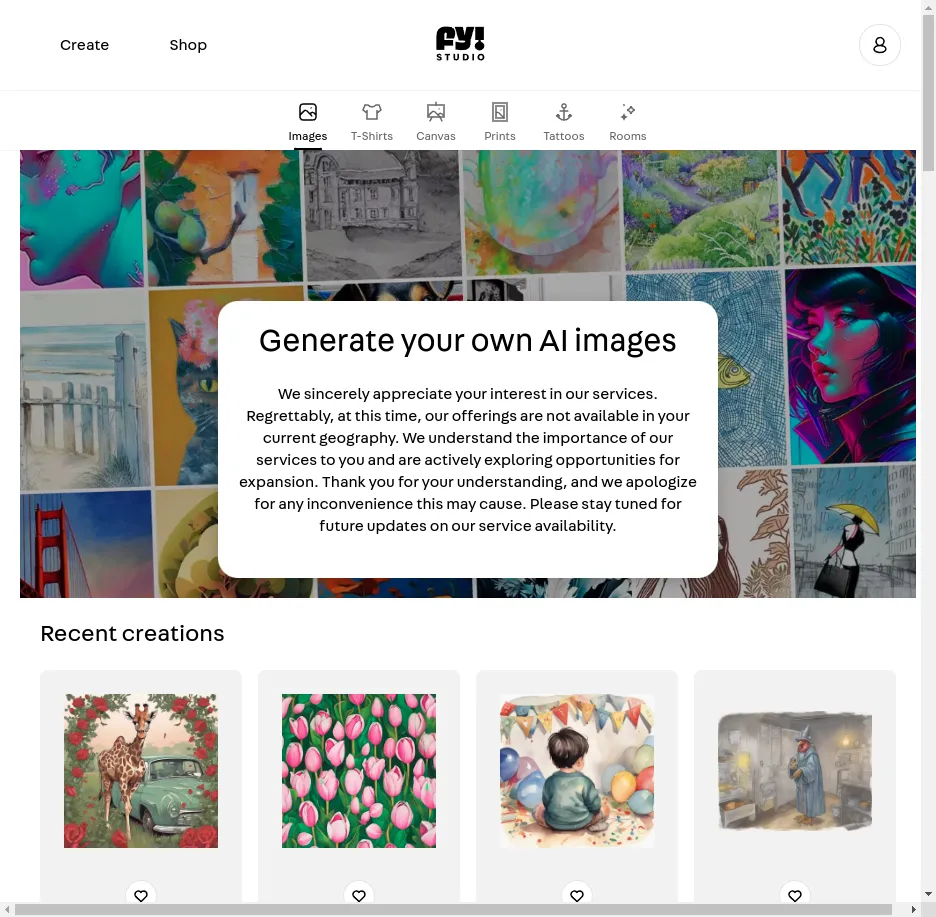 Create
Shop
FY!
STUDIO
Images
T-Shirts
Canvas
Prints
Tattoos
Rooms
Generate your own AI images
We sincerely appreciate your interest in our services.
Regrettably, at this time, our offerings are not available in your
current geography. We understand the importance of our
services to you and are actively exploring opportunities for
expansion. Thank you for your understanding, and we apologize
for any inconvenience this may cause. Please stay tuned for
future updates on our service availability.
Recent creations